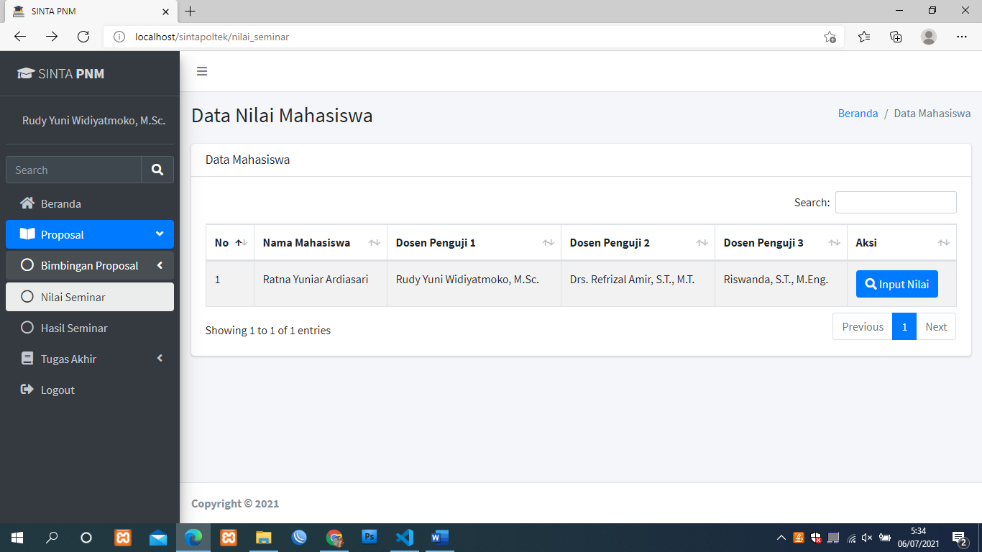 SINTA PNM
localhost/sintapoltek/nilai_seminar
SINTA PNM
Rudy Yuni Widiyatmoko, M.Sc.
Search
Beranda
Proposal
Bimbingan Proposal
Nilai Seminar
Hasil Seminar
Tugas Akhir
Logout
Data Nilai Mahasiswa
Beranda / Data Mahasiswa
Data Mahasiswa
Search:
No Nama Mahasiswa Dosen Penguji 1 Dosen Penguji 2 Dosen Penguji 3 Aksi
1 Ratna Yuniar Ardiasari Rudy Yuni Widiyatmoko, M.Sc. Drs. Refrizal Amir, S.T., M.T. Riswanda, S.T., M.Eng. Input Nilai
Showing 1 to 1 of 1 entries
Previous 1 Next
Copyright © 2021
5:34
06/07/2021
2